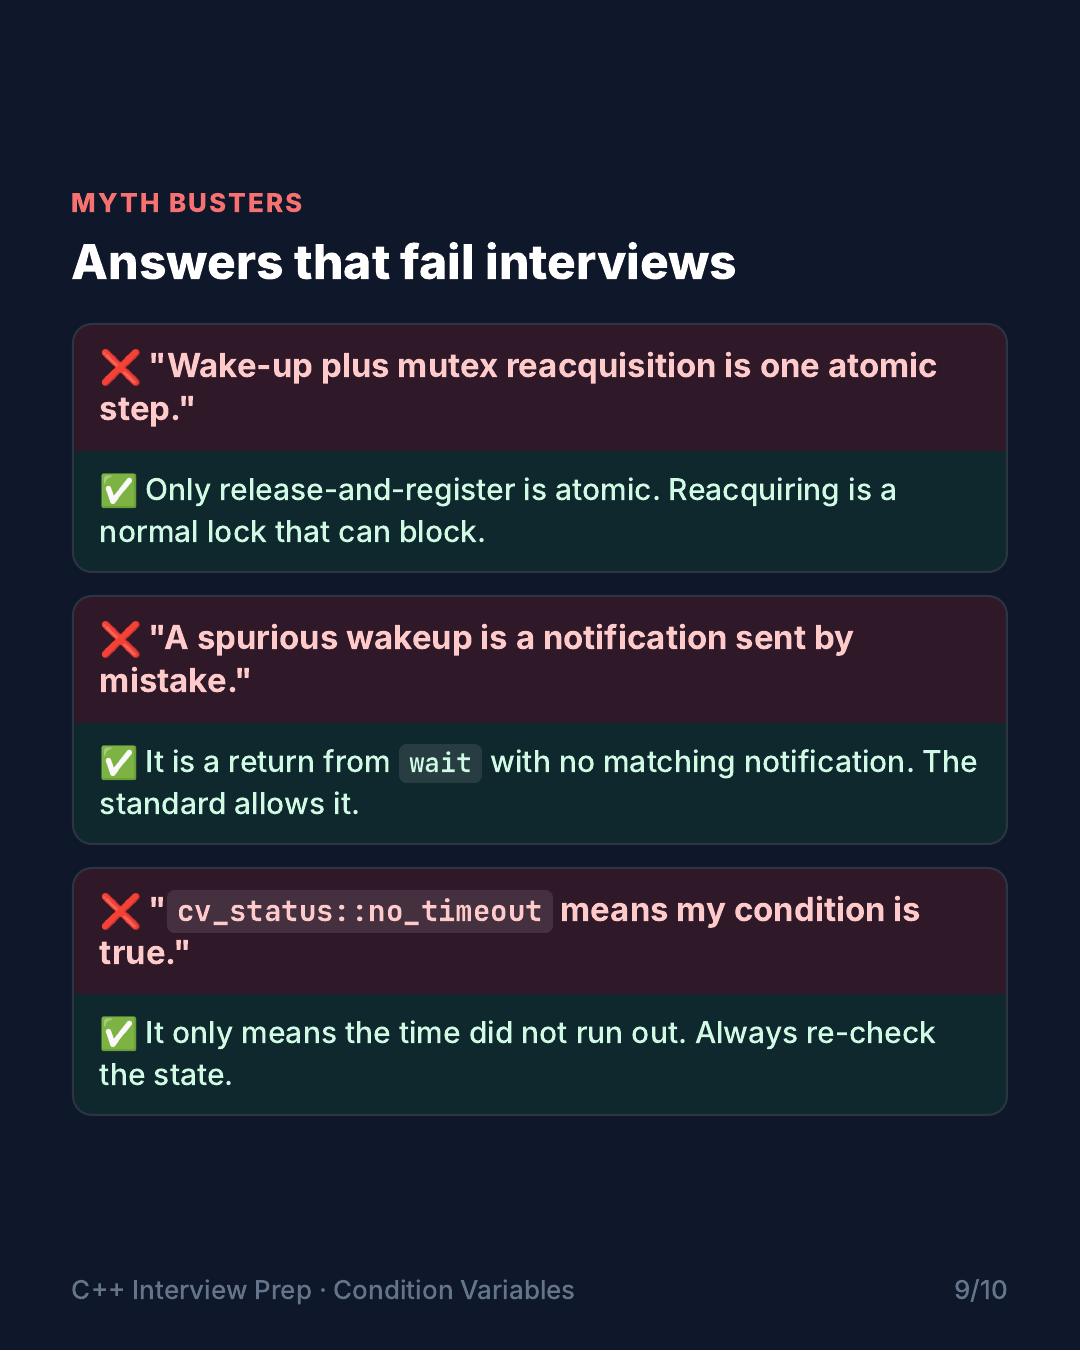 MYTH BUSTERS
Answers that fail interviews
❌ "Wake-up plus mutex reacquisition is one atomic
step."
✅ Only release-and-register is atomic. Reacquiring is a
normal lock that can block.
❌ "A spurious wakeup is a notification sent by
mistake."
✅ It is a return from wait with no matching notification. The
standard allows it.
❌ "cv_status::no_timeout means my condition is
true."
✅ It only means the time did not run out. Always re-check
the state.
C++ Interview Prep · Condition Variables
9/10